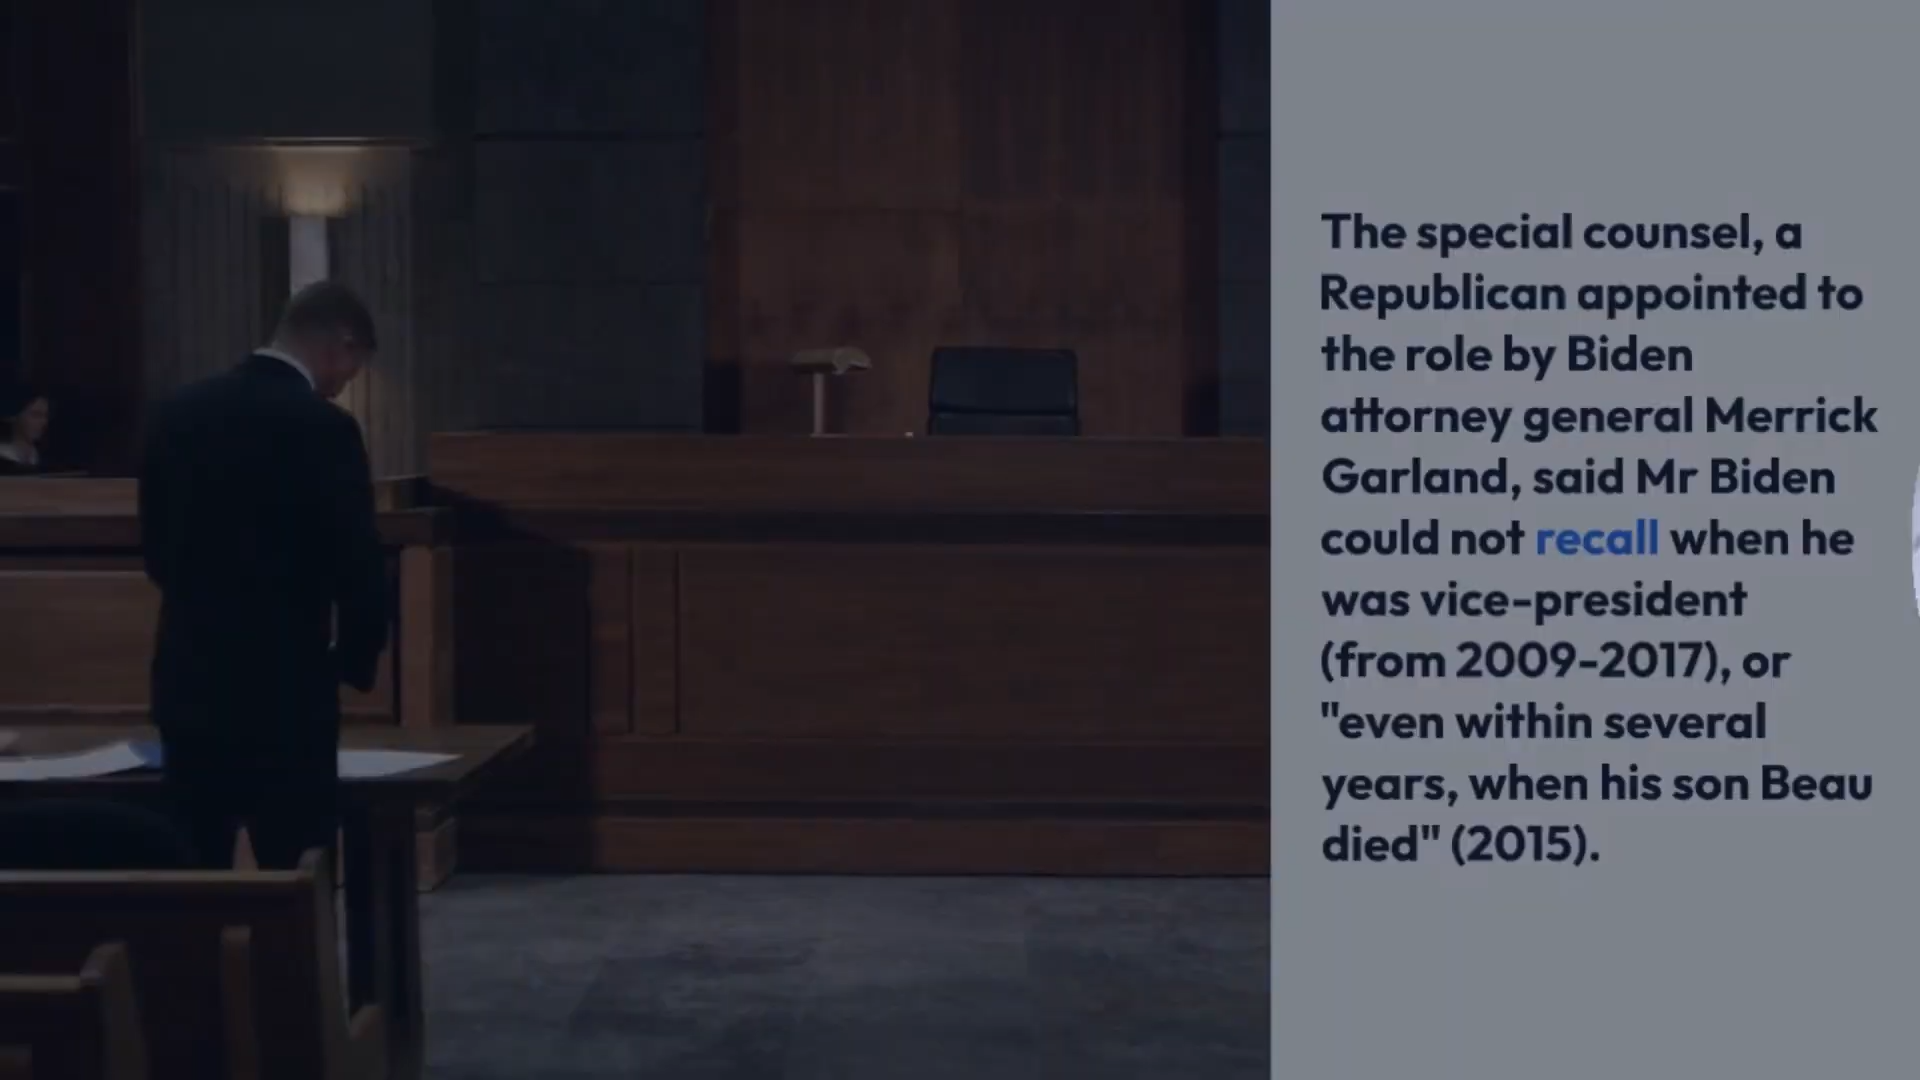 The special counsel, a
Republican appointed to
the role by Biden
attorney general Merrick
Garland, said Mr Biden
could not recall when he
was vice-president
(from 2009-2017), or
"even within several
years, when his son Beau
died" (2015).